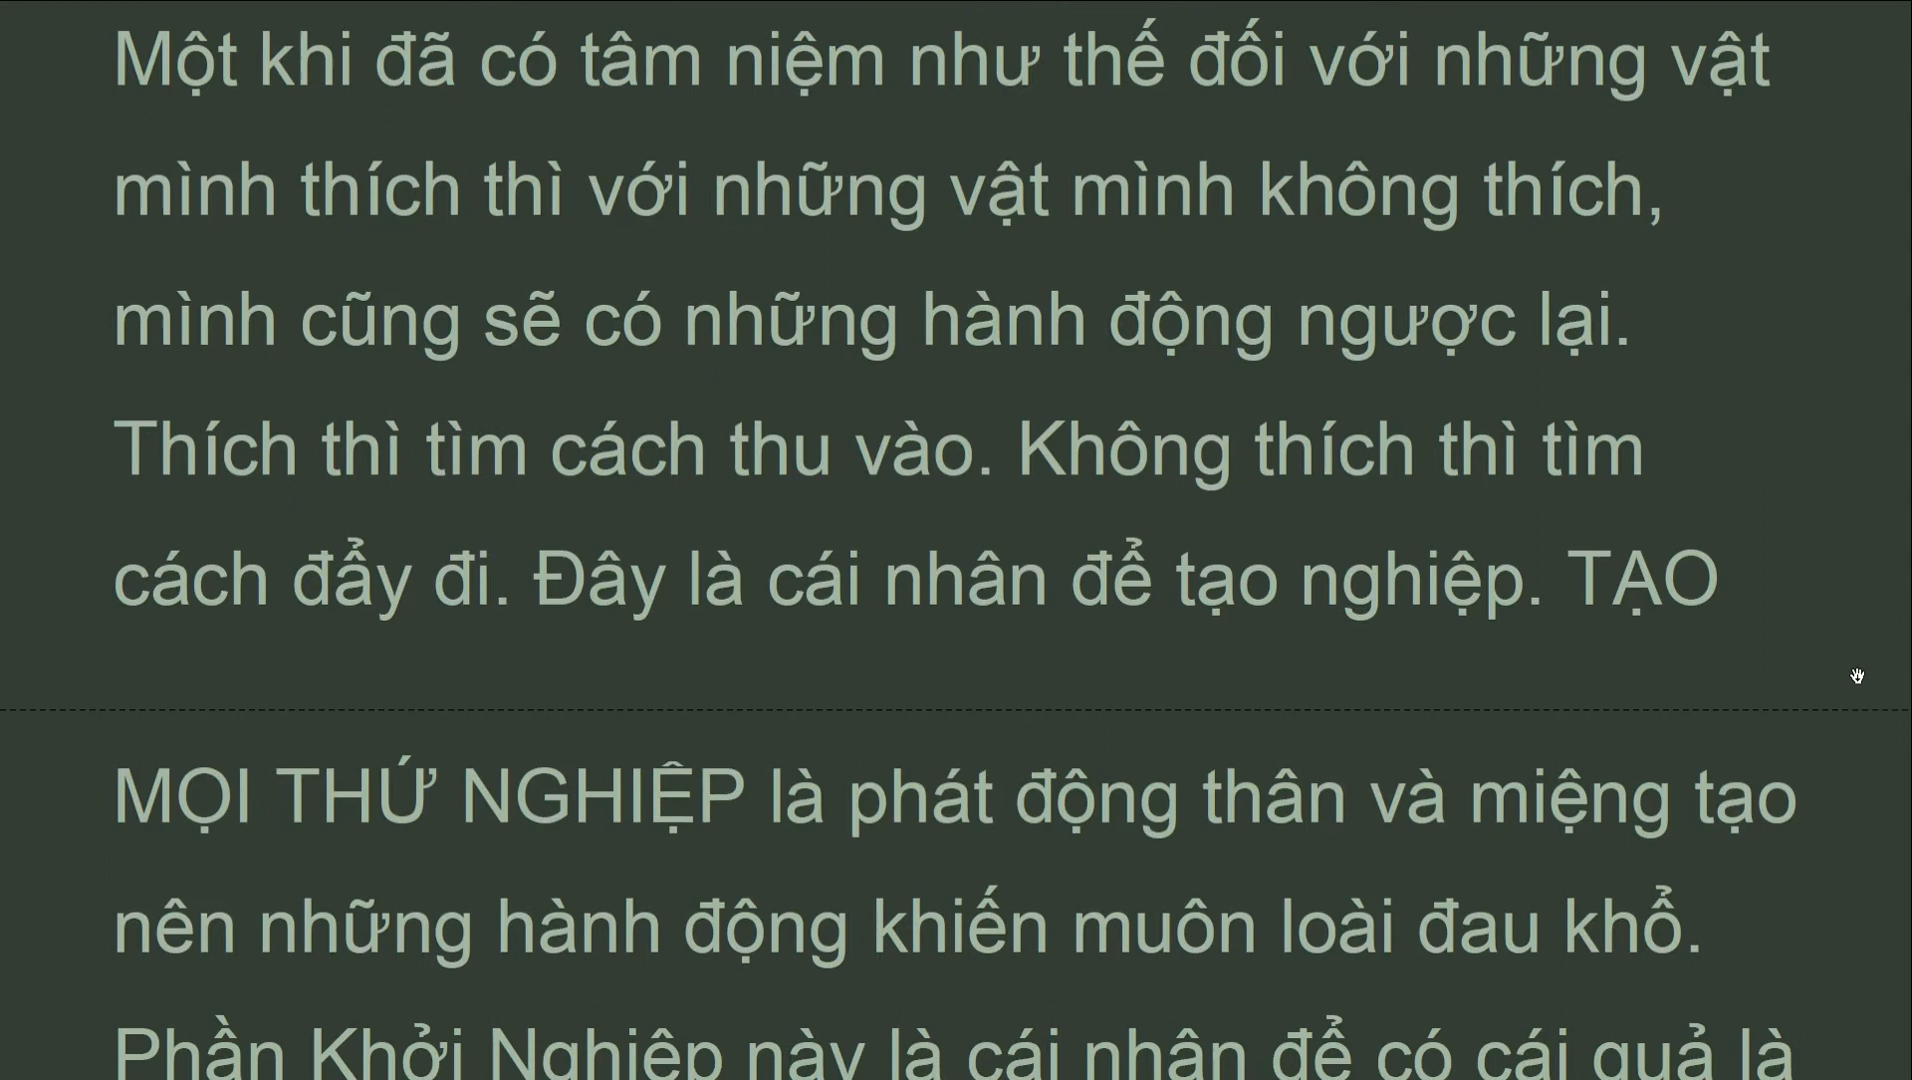 Một khi đã có tâm niệm như thế đối với những vật
mình thích thì với những vật mình không thích,
mình cũng sẽ có những hành động ngược lại.
Thích thì tìm cách thu vào. Không thích thì tìm
cách đẩy đi. Đây là cái nhân để tạo nghiệp. TẠO
MỌI THỨ NGHIỆP là phát động thân và miệng tạo
nên những hành động khiến muôn loài đau khổ.
Phần Khởi Nghiệp này là cái nhân để có cái quả là